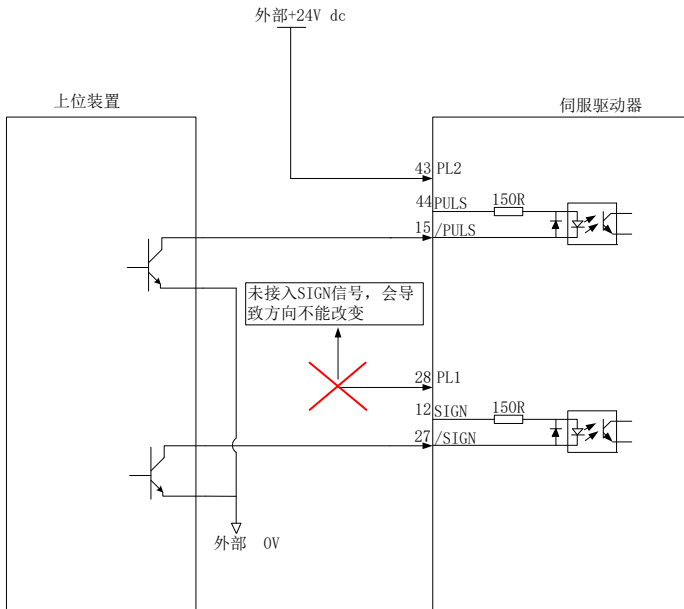 外部+24V dc
上位装置
伺服驱动器
43 PL2
44 PULS 150R
15 /PULS
未接入SIGN信号，会导
致方向不能改变
28 PL1
12 SIGN 150R
27 /SIGN
外部 0V